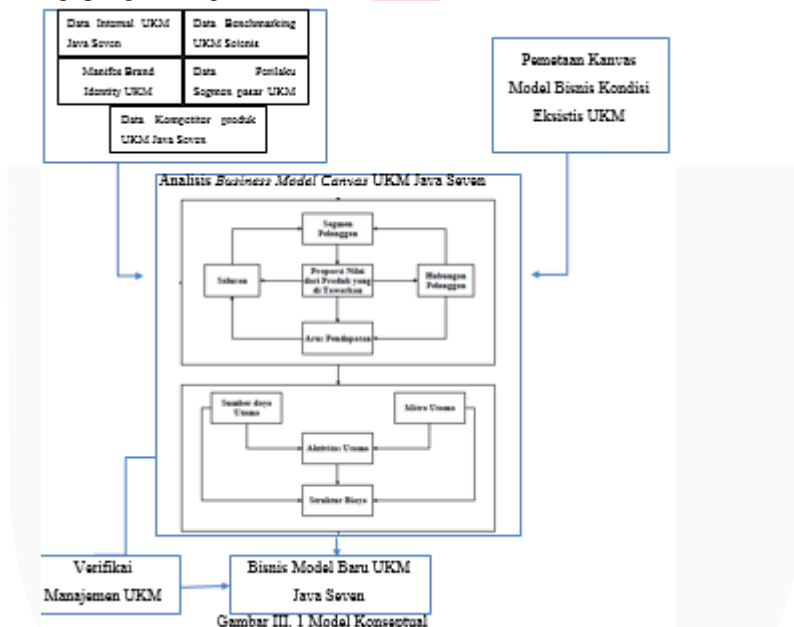 Data Internal UKM
Java Seven
Data Benchmarking
UKM Solenis
Manifes Brand
Identity UKM
Data Perilaku
Segmen pasar UKM
Data Kompetitor produk
UKM Java Seven
Pemetaan Kanvas
Model Bisnis Kondisi
Eksistis UKM
Analisis Business Model Canvas UKM Java Seven
Segmen
Pelanggan
Saluran
Proporsi Nilai
dari Produk yang
di Tawarkan
Hubungan
Pelanggan
Arus Pendapatan
Sumber daya
Utama
Mitra Utama
Aktivitas Utama
Struktur Biaya
Verifikai
Manajemen UKM
Bisnis Model Baru UKM
Java Seven
Gambar III. 1 Model Konseptual